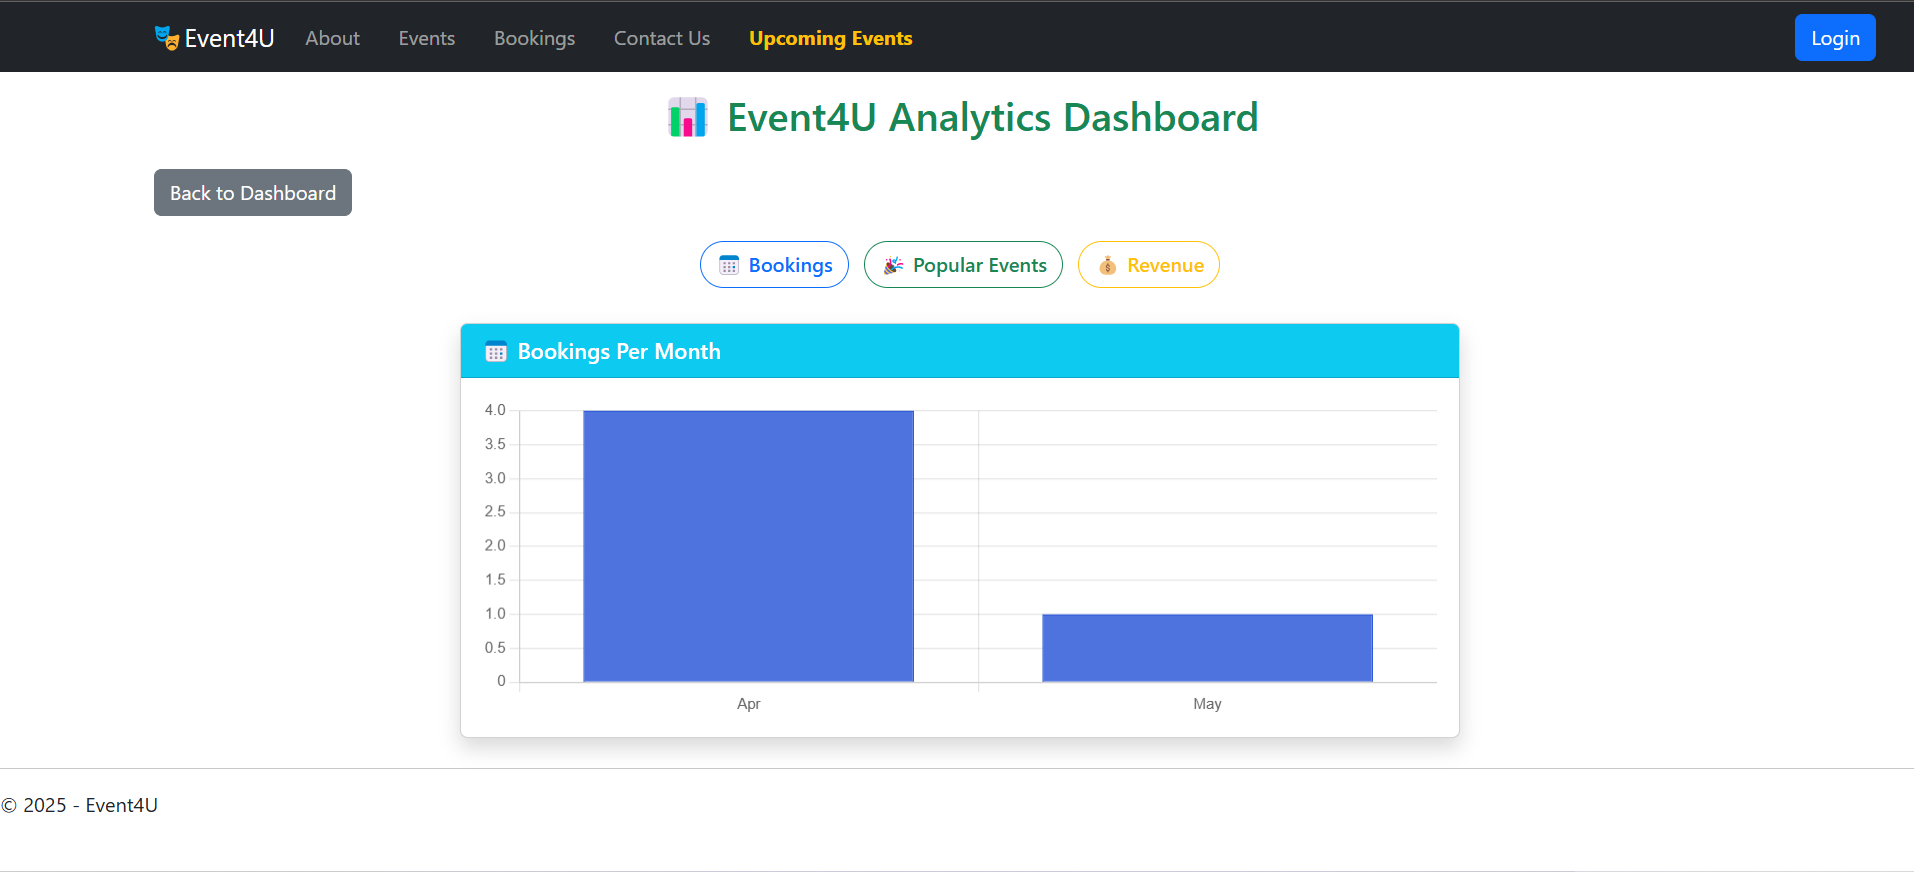 Event4U About Events Bookings Contact Us Upcoming Events Login
Event4U Analytics Dashboard
Back to Dashboard
Bookings Popular Events Revenue
Bookings Per Month
4.0
3.5
3.0
2.5
2.0
1.5
1.0
0.5
0
Apr May
© 2025 - Event4U